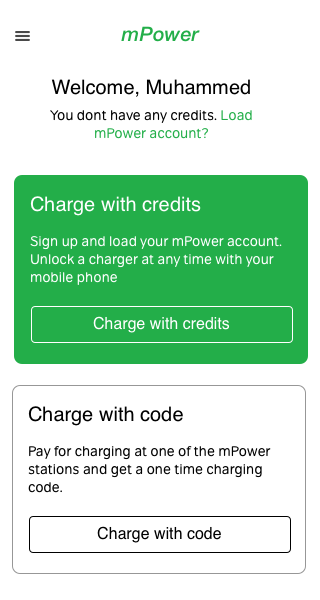 mPower
Welcome, Muhammed
You dont have any credits. Load
mPower account?
Charge with credits
Sign up and load your mPower account.
Unlock a charger at any time with your
mobile phone
Charge with credits
Charge with code
Pay for charging at one of the mPower
stations and get a one time charging
code.
Charge with code